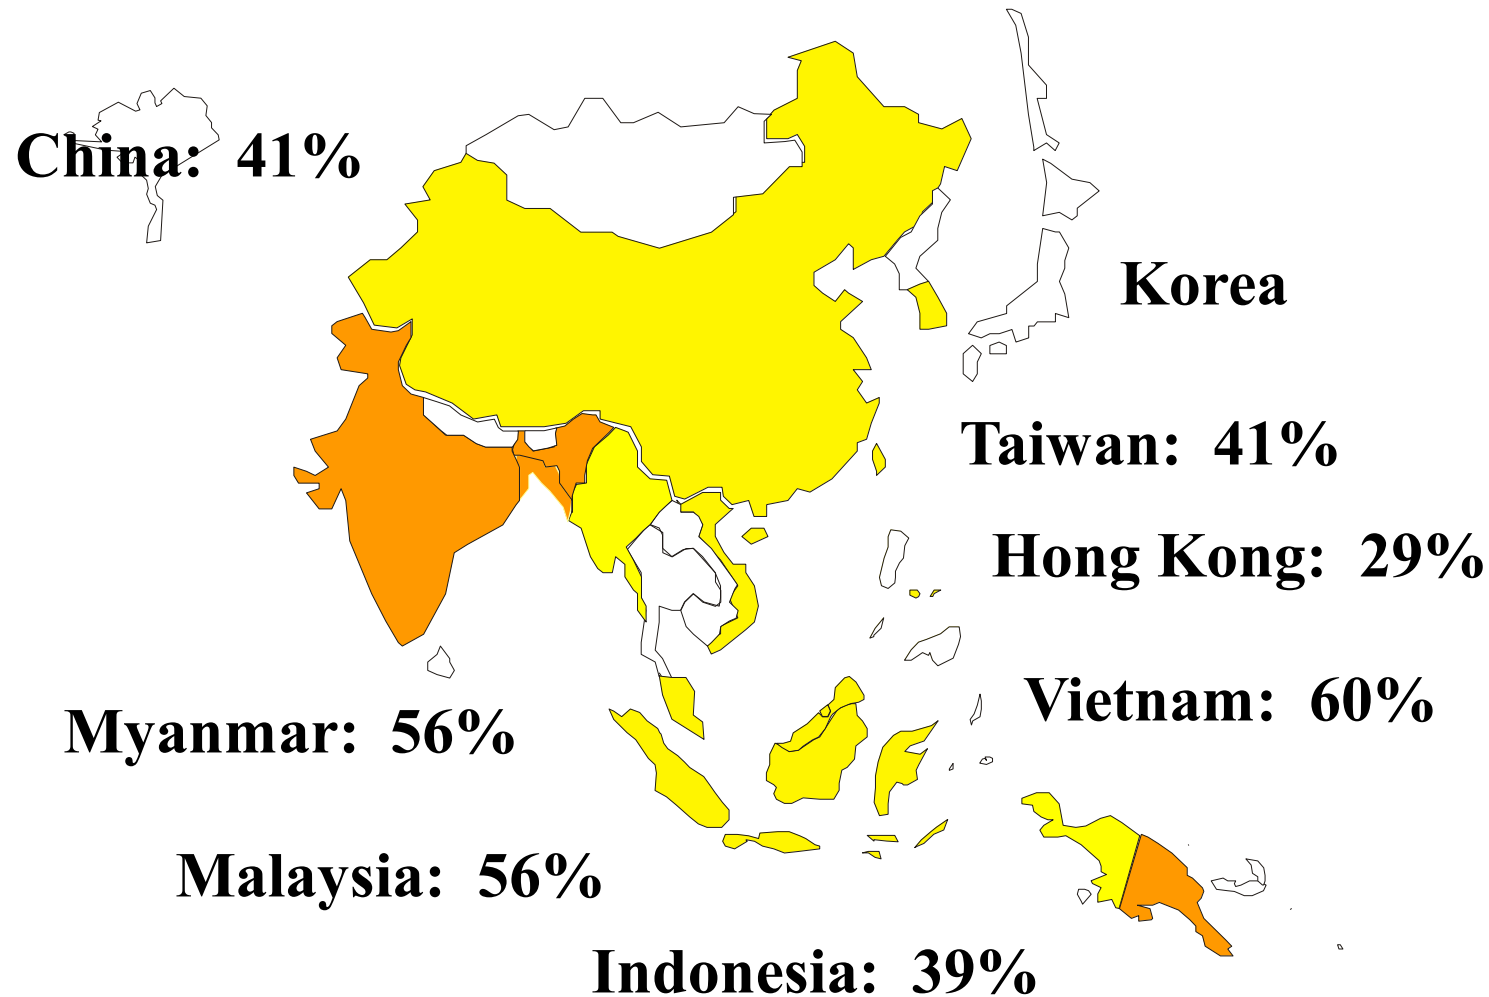 China: 41%
Korea
Taiwan: 41%
Hong Kong: 29%
Vietnam: 60%
Myanmar: 56%
Malaysia: 56%
Indonesia: 39%